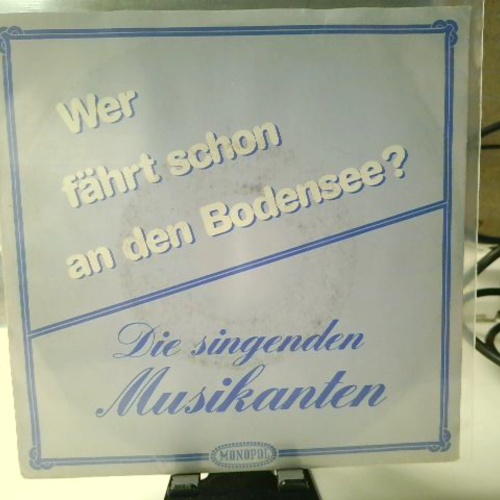 Wer
fährt schon
an den Bodensee?
Die singenden
Musikanten
MONOPOL